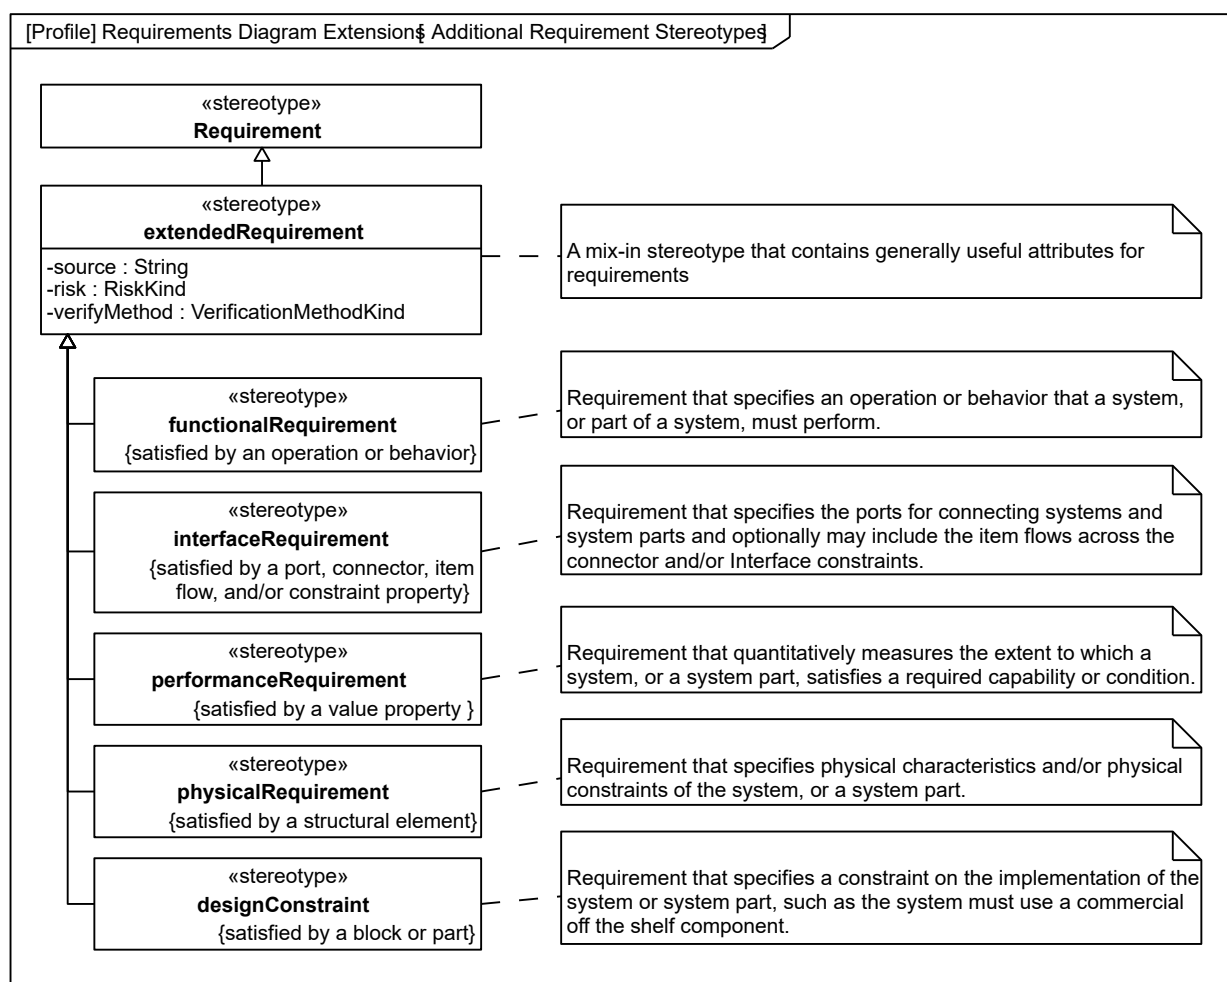 [Profile] Requirements Diagram Extensions[ Additional Requirement Stereotypes]
«stereotype»
Requirement
«stereotype»
extendedRequirement
-source : String
-risk : RiskKind
-verifyMethod : VerificationMethodKind
A mix-in stereotype that contains generally useful attributes for
requirements
«stereotype»
functionalRequirement
{satisfied by an operation or behavior}
Requirement that specifies an operation or behavior that a system,
or part of a system, must perform.
«stereotype»
interfaceRequirement
{satisfied by a port, connector, item
flow, and/or constraint property}
Requirement that specifies the ports for connecting systems and
system parts and optionally may include the item flows across the
connector and/or Interface constraints.
«stereotype»
performanceRequirement
{satisfied by a value property }
Requirement that quantitatively measures the extent to which a
system, or a system part, satisfies a required capability or condition.
«stereotype»
physicalRequirement
{satisfied by a structural element}
Requirement that specifies physical characteristics and/or physical
constraints of the system, or a system part.
«stereotype»
designConstraint
{satisfied by a block or part}
Requirement that specifies a constraint on the implementation of the
system or system part, such as the system must use a commercial
off the shelf component.